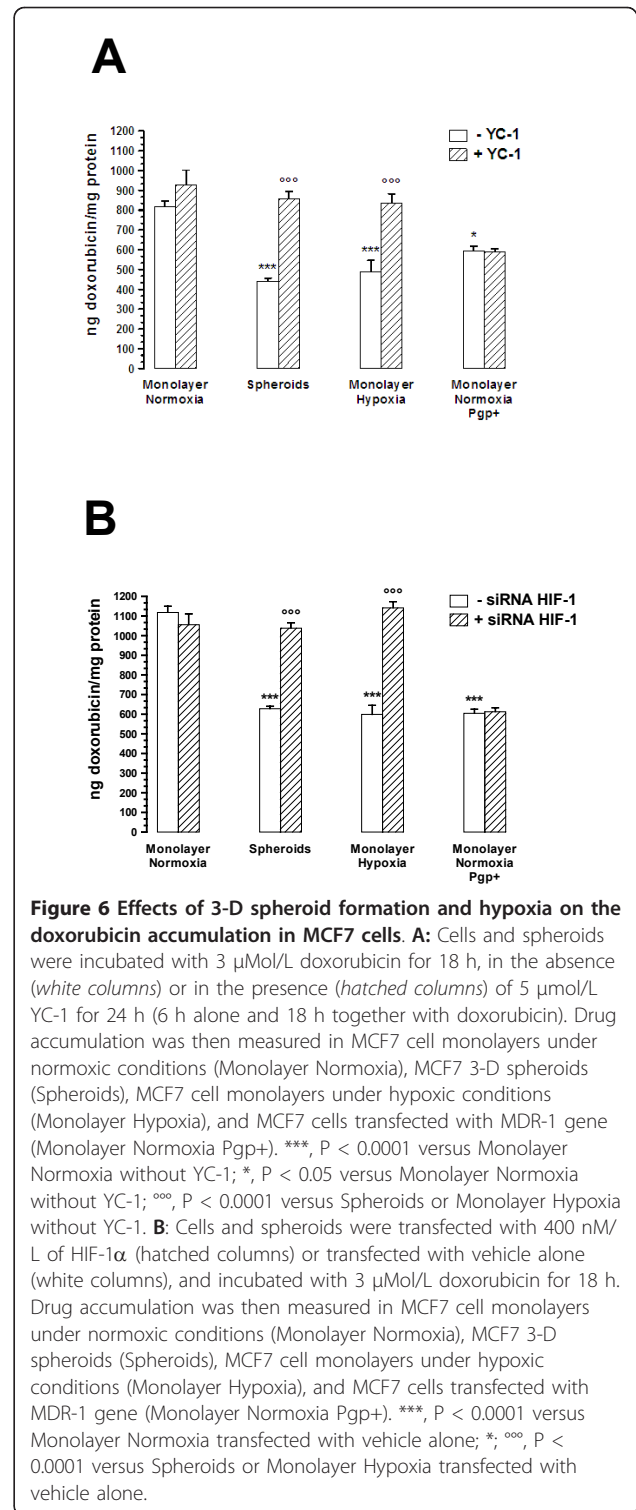 A
ng doxorubicin/mg protein
1200
1100
1000
900
800
700
600
500
400
300
200
100
0
- YC-1
+ YC-1
°°°
°°°
***
***
*
Monolayer
Normoxia
Spheroids
Monolayer
Hypoxia
Monolayer
Normoxia
Pgp+
B
ng doxorubicin/mg protein
1200
1100
1000
900
800
700
600
500
400
300
200
100
0
- siRNA HIF-1
+ siRNA HIF-1
°°°
°°°
***
***
***
Monolayer
Normoxia
Spheroids
Monolayer
Hypoxia
Monolayer
Normoxia
Pgp+
Figure 6 Effects of 3-D spheroid formation and hypoxia on the
doxorubicin accumulation in MCF7 cells. A: Cells and spheroids
were incubated with 3 μMol/L doxorubicin for 18 h, in the absence
(white columns) or in the presence (hatched columns) of 5 μmol/L
YC-1 for 24 h (6 h alone and 18 h together with doxorubicin). Drug
accumulation was then measured in MCF7 cell monolayers under
normoxic conditions (Monolayer Normoxia), MCF7 3-D spheroids
(Spheroids), MCF7 cell monolayers under hypoxic conditions
(Monolayer Hypoxia), and MCF7 cells transfected with MDR-1 gene
(Monolayer Normoxia Pgp+). ***, P < 0.0001 versus Monolayer
Normoxia without YC-1; *, P < 0.05 versus Monolayer Normoxia
without YC-1; °°°, P < 0.0001 versus Spheroids or Monolayer Hypoxia
without YC-1. B: Cells and spheroids were transfected with 400 nM/
L of HIF-1α (hatched columns) or transfected with vehicle alone
(white columns), and incubated with 3 μMol/L doxorubicin for 18 h.
Drug accumulation was then measured in MCF7 cell monolayers
under normoxic conditions (Monolayer Normoxia), MCF7 3-D
spheroids (Spheroids), MCF7 cell monolayers under hypoxic
conditions (Monolayer Hypoxia), and MCF7 cells transfected with
MDR-1 gene (Monolayer Normoxia Pgp+). ***, P < 0.0001 versus
Monolayer Normoxia transfected with vehicle alone; *; °°°, P <
0.0001 versus Spheroids or Monolayer Hypoxia transfected with
vehicle alone.